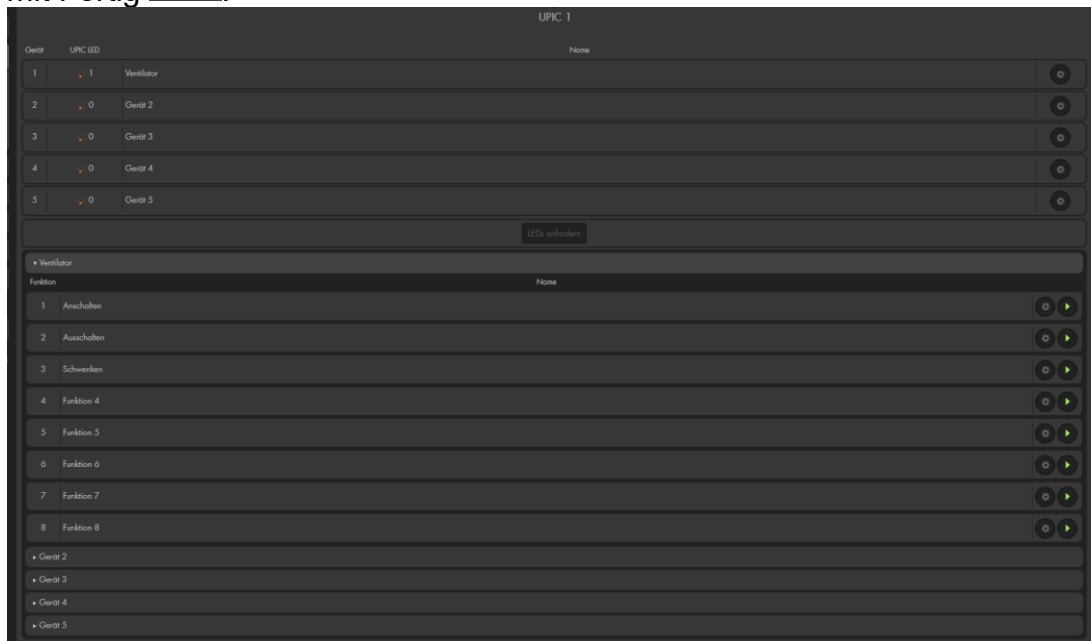 UPIC 1
Gerät UPIC LED Name
1 1 Ventilator
2 0 Gerät 2
3 0 Gerät 3
4 0 Gerät 4
5 0 Gerät 5
LEDs anfordern
▾ Ventilator
Funktion Name
1 Anschalten
2 Ausschalten
3 Schwenken
4 Funktion 4
5 Funktion 5
6 Funktion 6
7 Funktion 7
8 Funktion 8
▸ Gerät 2
▸ Gerät 3
▸ Gerät 4
▸ Gerät 5